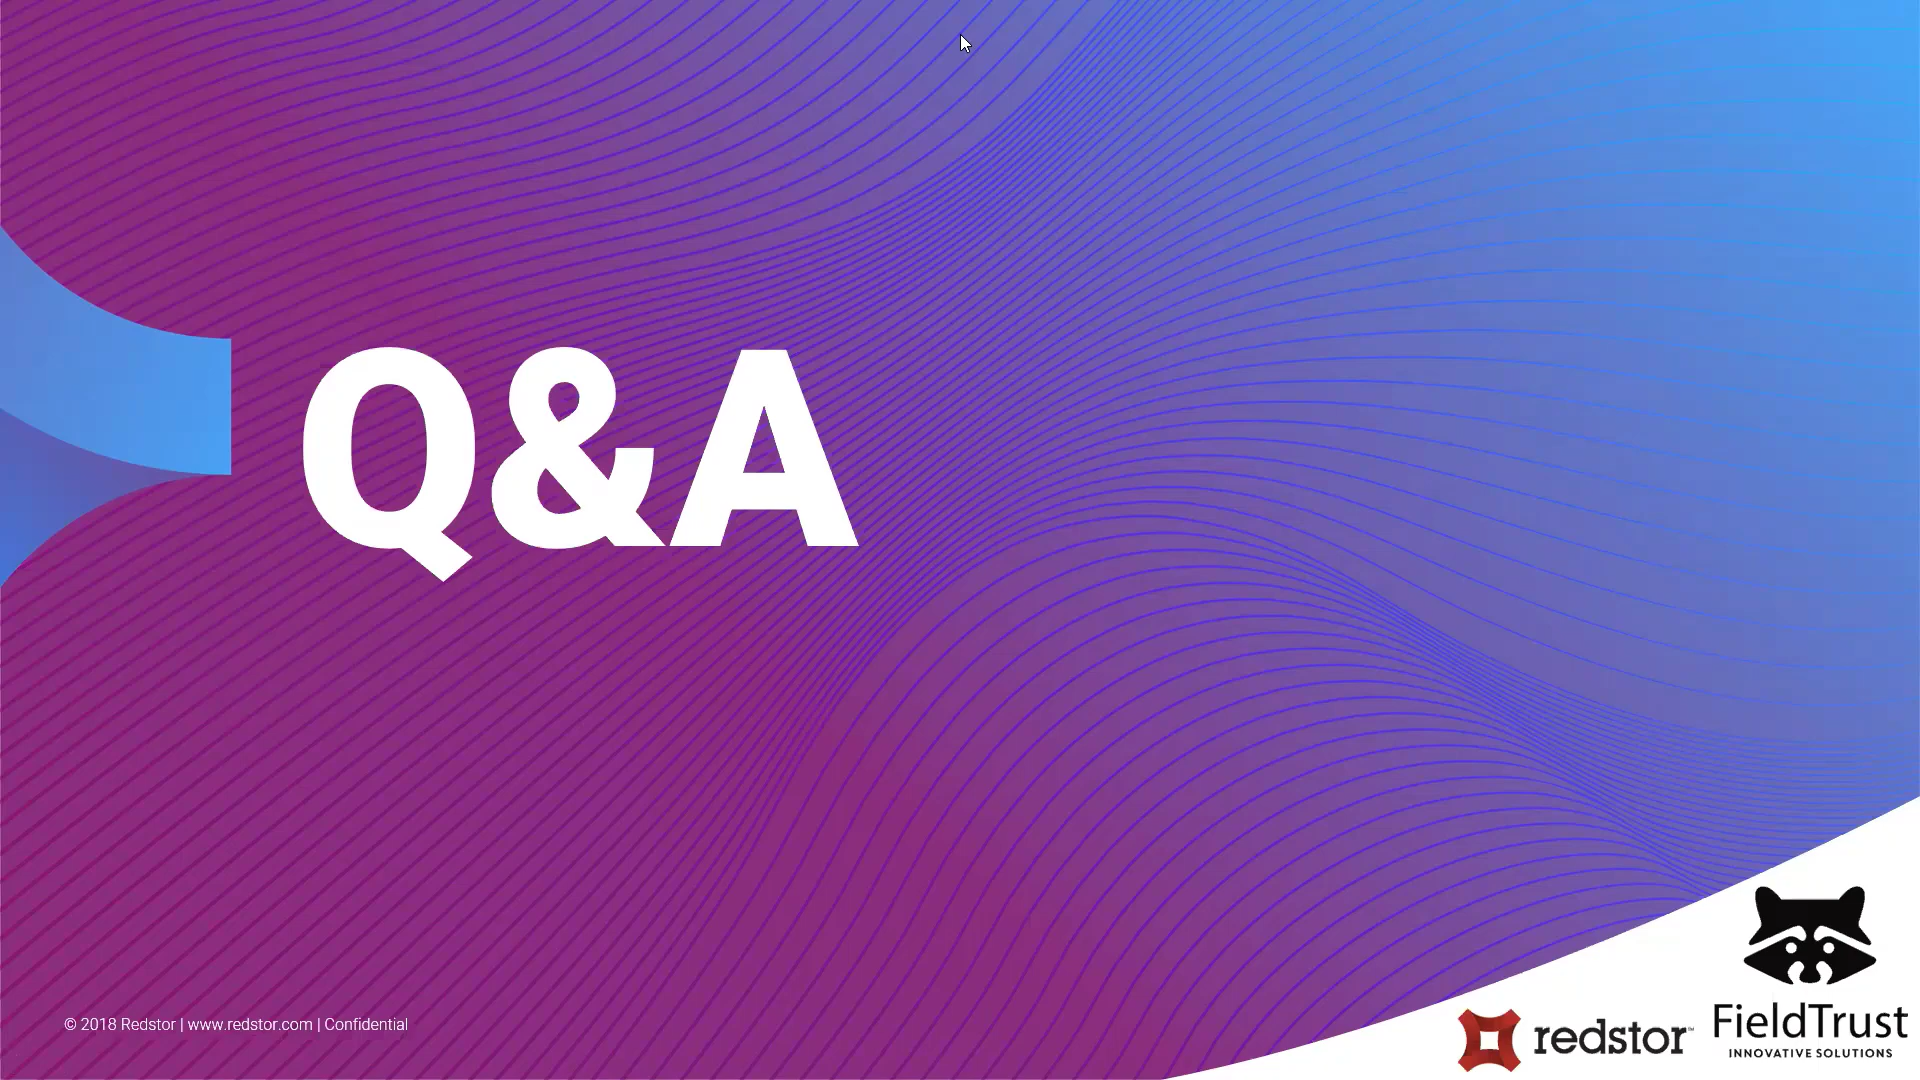 Q&A
© 2018 Redstor | www.redstor.com | Confidential
redstor™
FieldTrust
INNOVATIVE SOLUTIONS